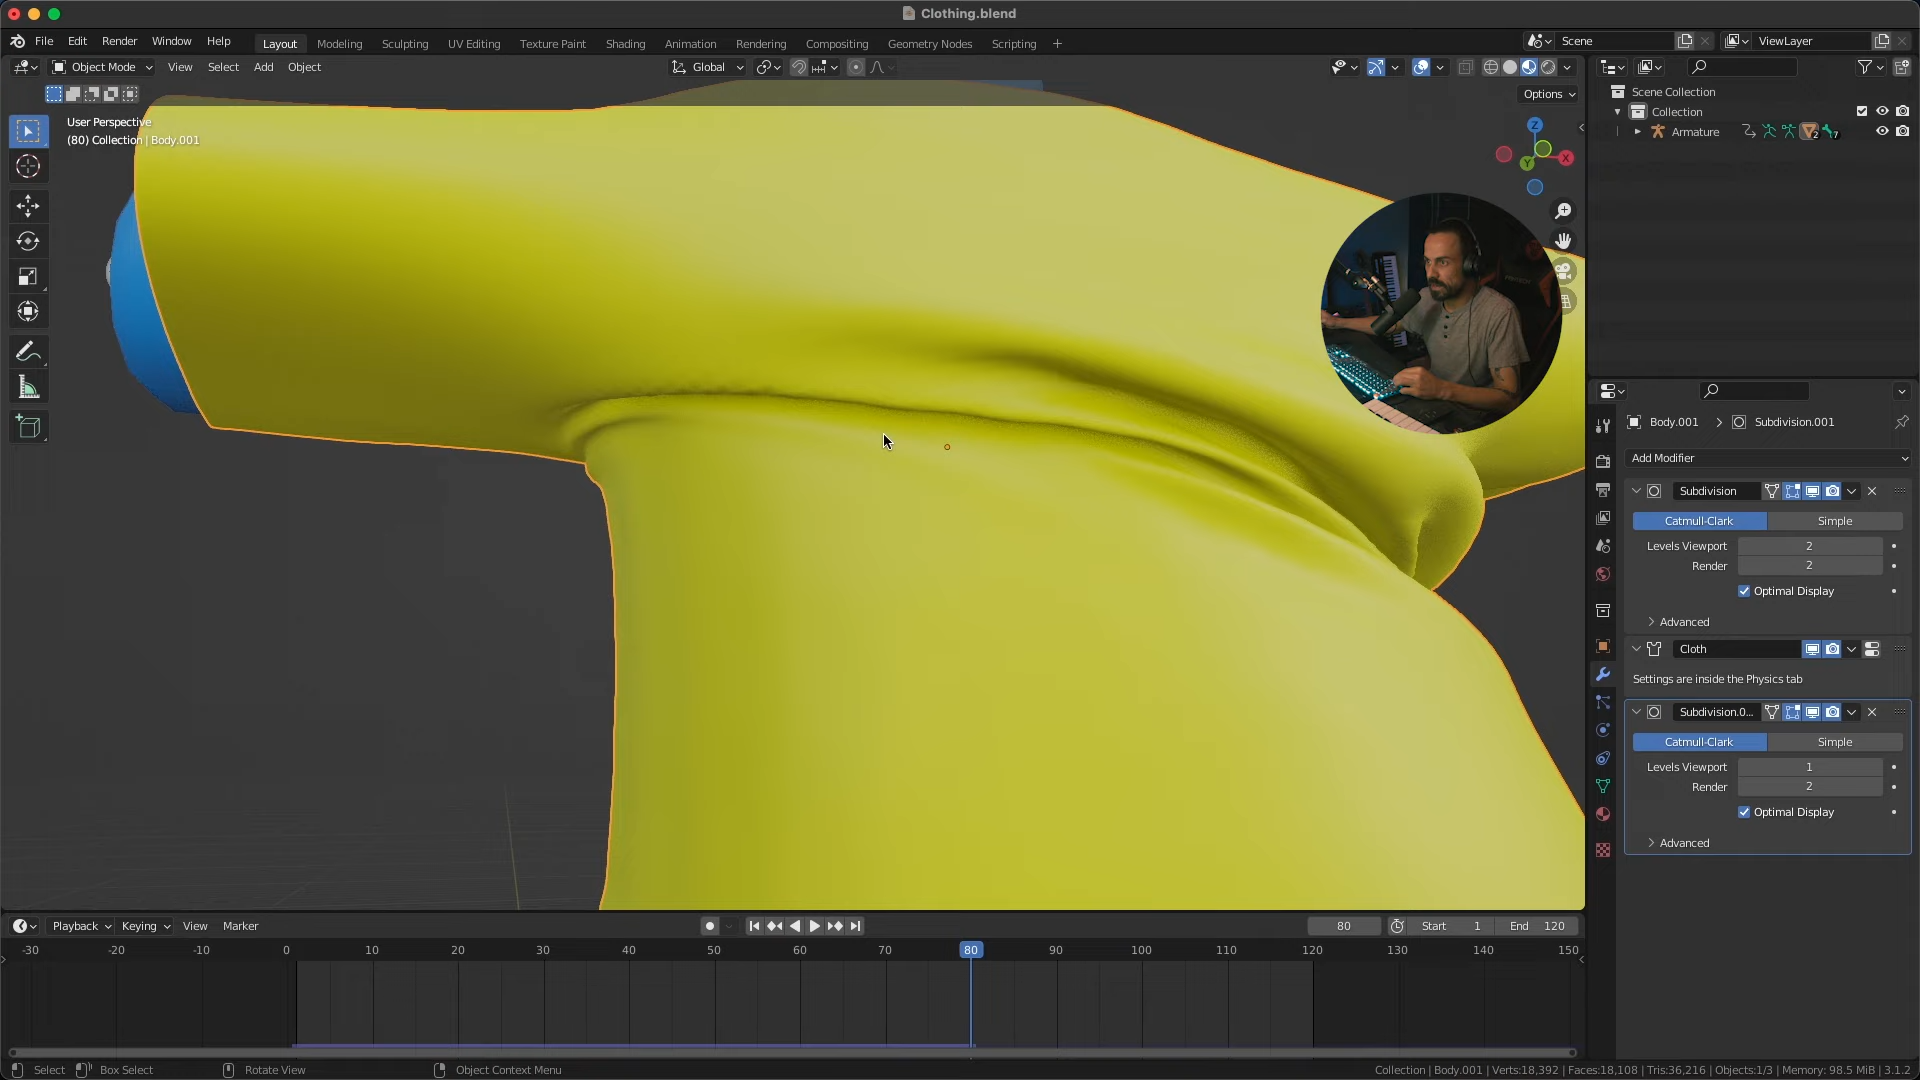 Clothing.blend
File Edit Render Window Help Layout Modeling Sculpting UV Editing Texture Paint Shading Animation Rendering Compositing Geometry Nodes Scripting + Scene ViewLayer
Object Mode View Select Add Object Global
Options
User Perspective
(80) Collection | Body.001
Z
X
Y
Scene Collection
Collection
Armature 2 7
Body.001 Subdivision.001
Add Modifier
Subdivision
Catmull-Clark Simple
Levels Viewport 2
Render 2
Optimal Display
Advanced
Cloth
Settings are inside the Physics tab
Subdivision.0...
Catmull-Clark Simple
Levels Viewport 1
Render 2
Optimal Display
Advanced
Playback Keying View Marker 80 Start 1 End 120
-30 -20 -10 0 10 20 30 40 50 60 70 80 90 100 110 120 130 140 150
Select Box Select Rotate View Object Context Menu Collection | Body.001 | Verts:18,392 | Faces:18,108 | Tris:36,216 | Objects:1/3 | Memory: 98.5 MiB | 3.1.2